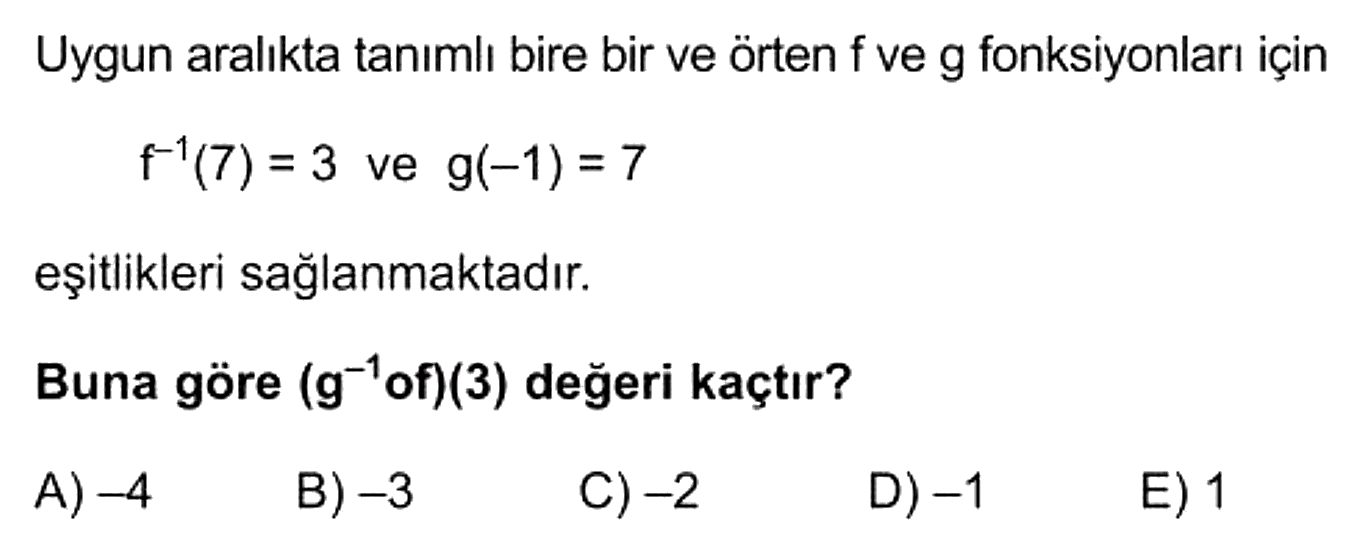 Uygun aralıkta tanımlı bire bir ve örten f ve g fonksiyonları için
f⁻¹(7) = 3 ve g(–1) = 7
eşitlikleri sağlanmaktadır.
Buna göre (g⁻¹of)(3) değeri kaçtır?
A) –4 B) –3 C) –2 D) –1 E) 1